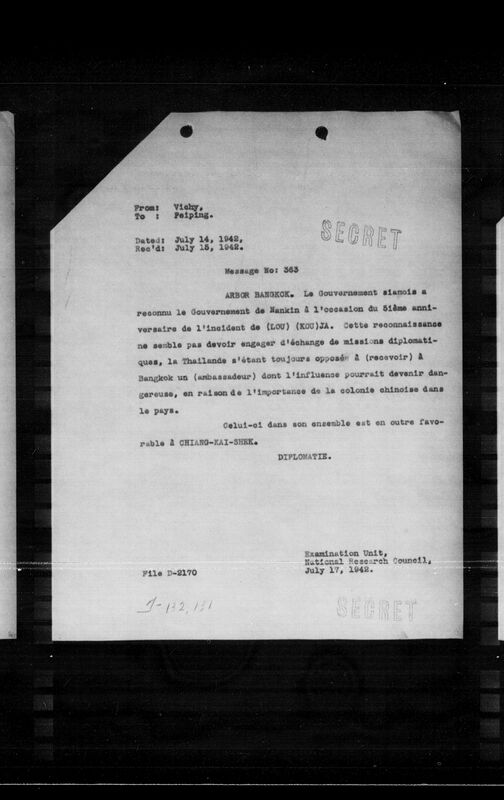 From: Vichy,
To : Peiping.
SECRET
Dated: July 14, 1942,
Rec'd: July 15, 1942.
Message No: 363
ARBOR BANGKOK. Le Gouvernement siamois a
reconnu le Gouvernement de Nankin à l'occasion du 5ième anni-
versaire de l'incident de (LOU) (KOU)JA. Cette reconnaissance
ne semble pas devoir engager d'échange de missions diplomati-
ques, la Thailande s'étant toujours opposée à (recevoir) à
Bangkok un (ambassadeur) dont l'influence pourrait devenir dan-
gereuse, en raison de l'importance de la colonie chinoise dans
le pays.
Celui-ci dans son ensemble est en outre favo-
rable à CHIANG-KAI-SHEK.
DIPLOMATIE.
Examination Unit,
National Research Council,
July 17, 1942.
File D-2170
J-132,131
SECRET